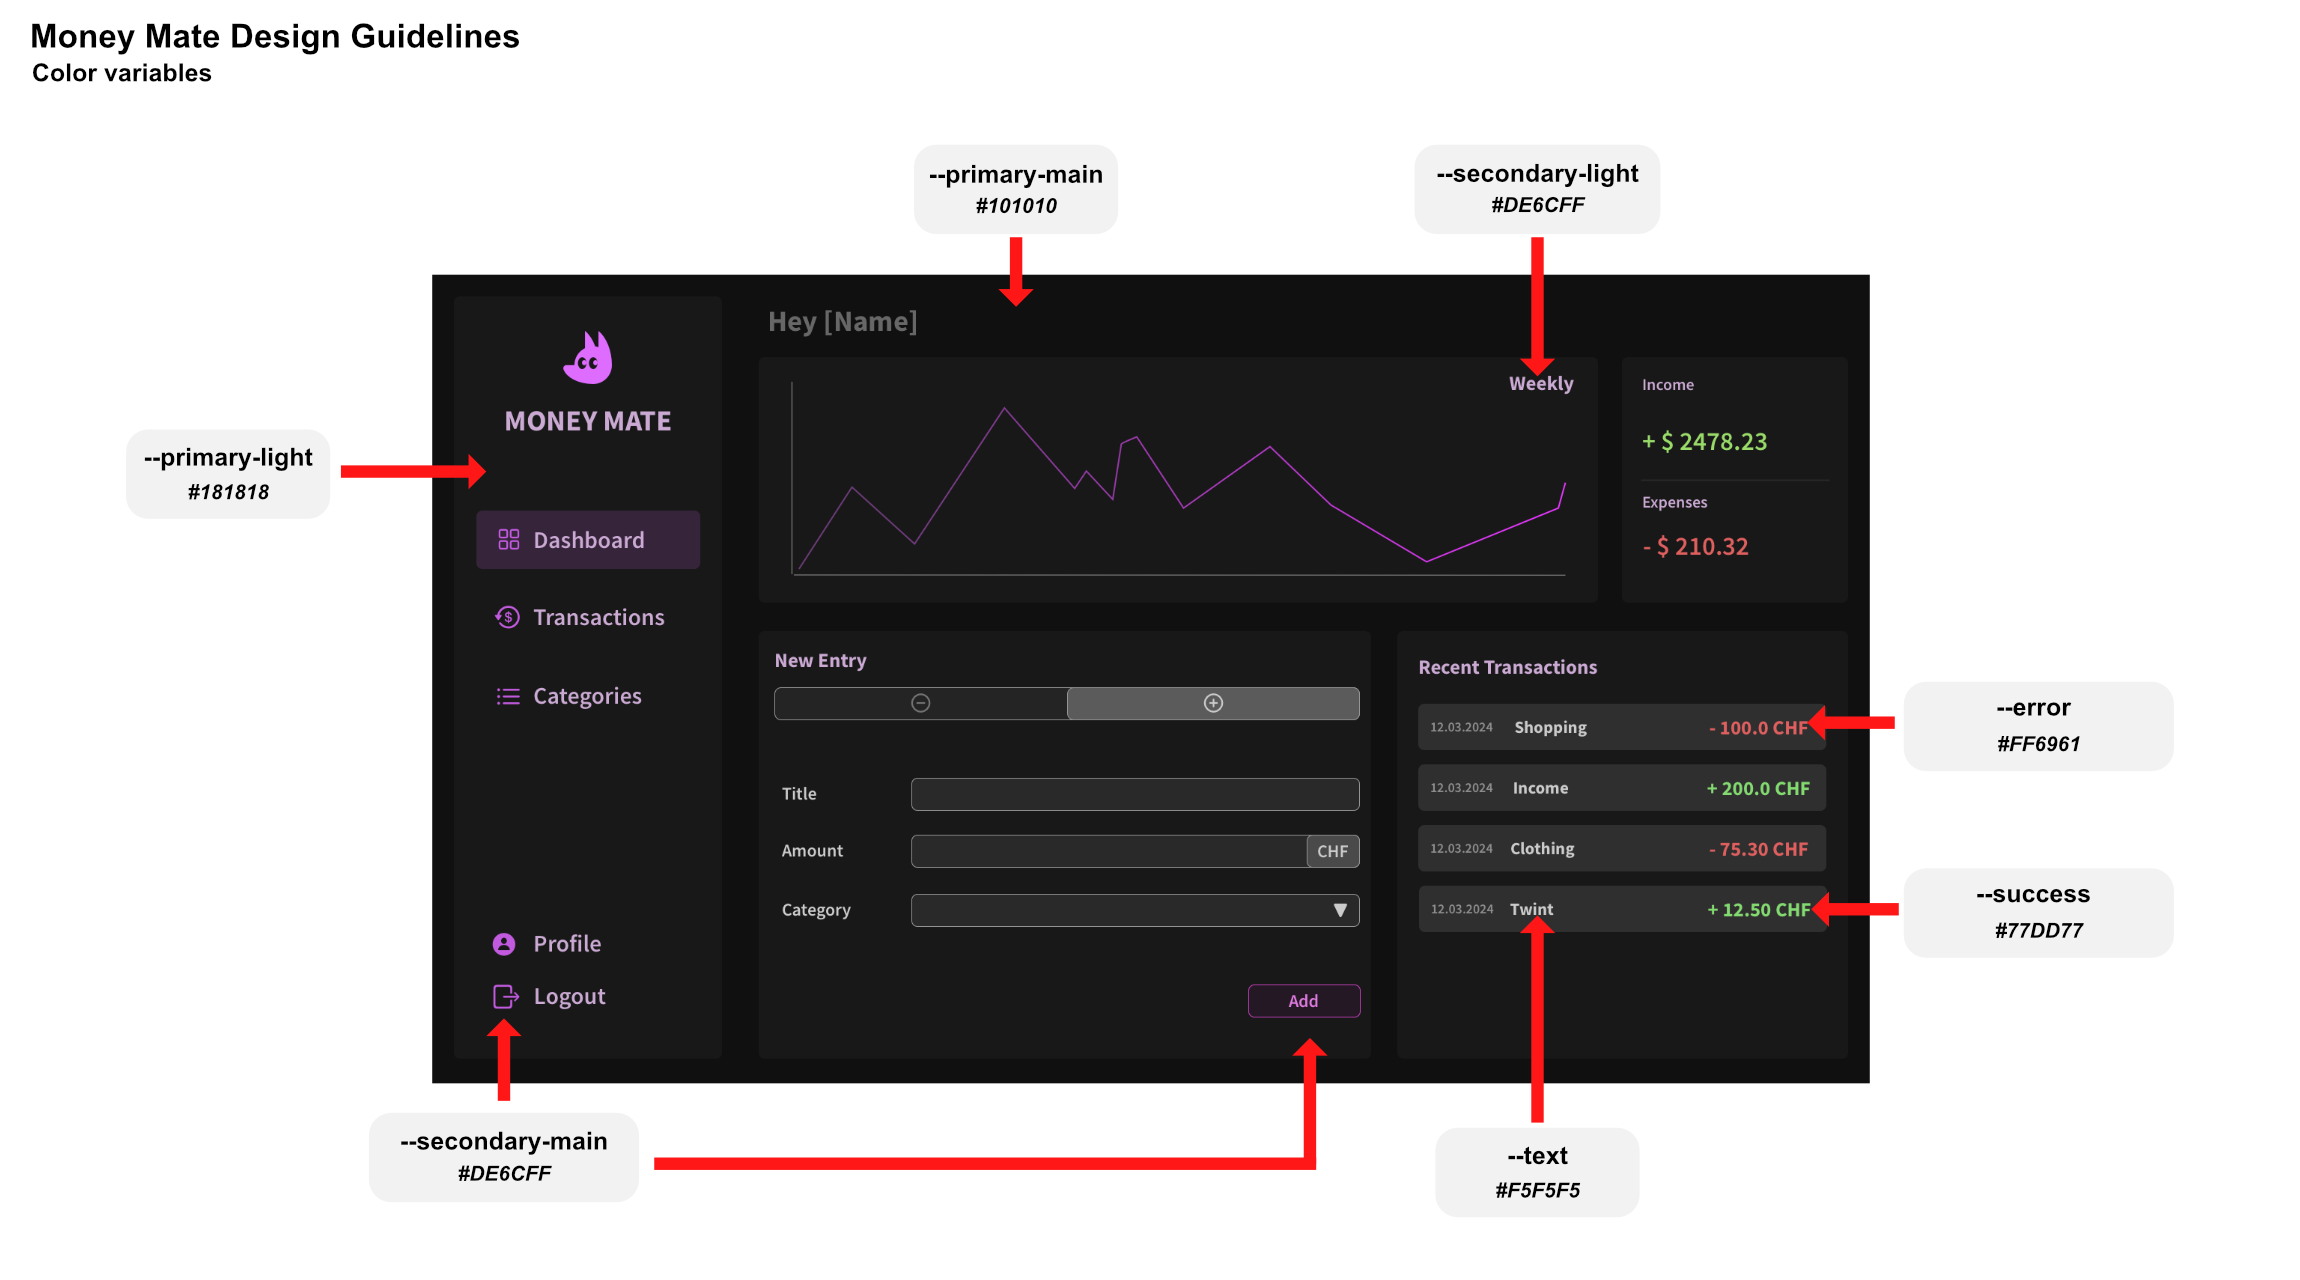 Money Mate Design Guidelines
Color variables
--primary-main
#101010
--secondary-light
#DE6CFF
--primary-light
#181818
MONEY MATE
Dashboard
Transactions
Categories
Profile
Logout
Hey [Name]
Weekly
Income
+ $ 2478.23
Expenses
- $ 210.32
New Entry
Title
Amount
CHF
Category
Add
Recent Transactions
12.03.2024 Shopping - 100.0 CHF
12.03.2024 Income + 200.0 CHF
12.03.2024 Clothing - 75.30 CHF
12.03.2024 Twint + 12.50 CHF
--error
#FF6961
--success
#77DD77
--secondary-main
#DE6CFF
--text
#F5F5F5